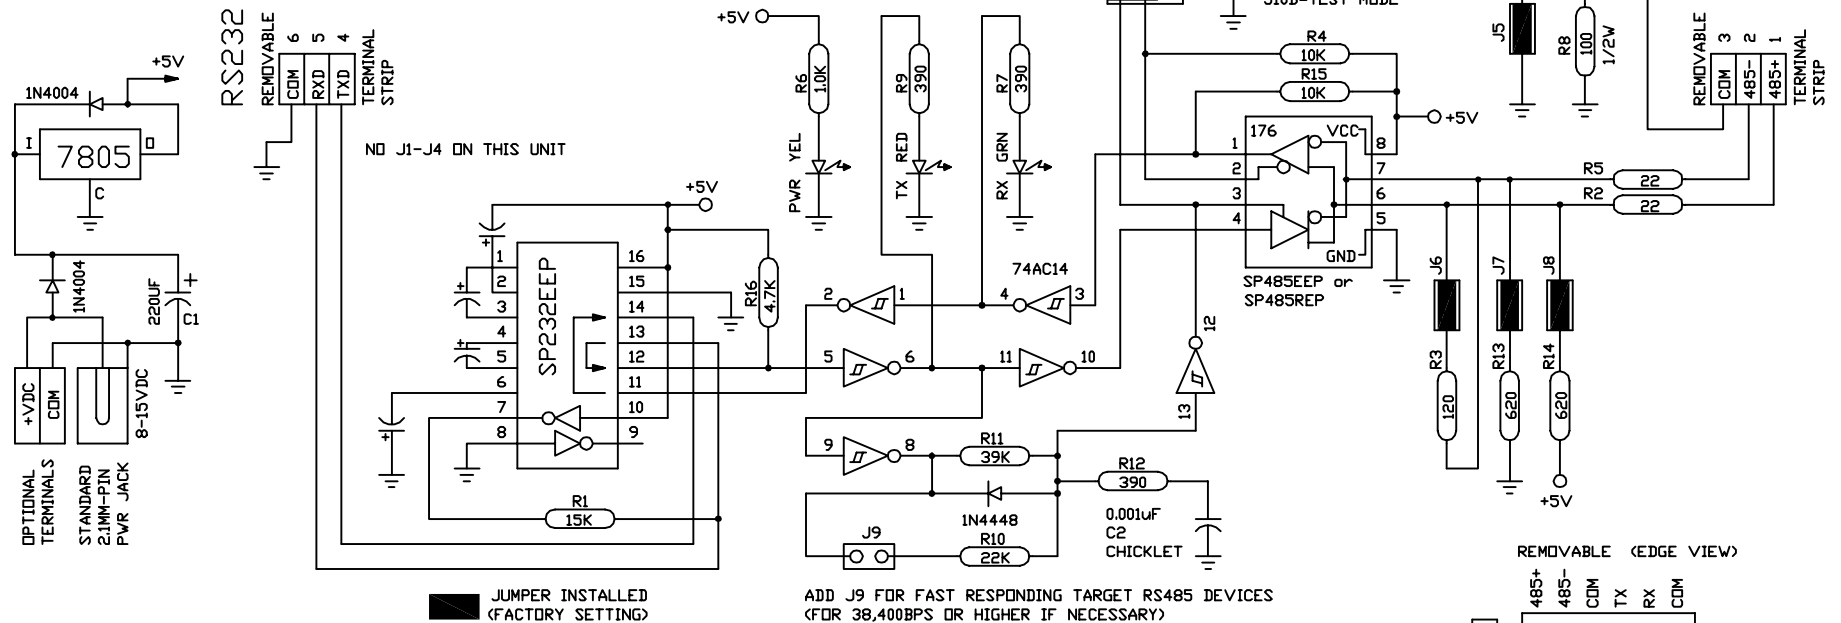 +5V
1N4004
I
7805
O
C
1N4004
220UF
+
C1
+VDC
COM
8-15VDC
OPTIONAL
TERMINALS
STANDARD
2.1MM-PIN
PWR JACK
RS232
REMOVABLE
6 5 4
COM
RXD
TXD
TERMINAL
STRIP
NO J1-J4 ON THIS UNIT
+5V
+
+
+
+
SP232EEP
1
2
3
4
5
6
7
8
16
15
14
13
12
11
10
9
R16
4.7K
R1
15K
JUMPER INSTALLED
(FACTORY SETTING)
+5V
R6
1.0K
PWR YEL
R9
390
TX RED
R7
390
RX GRN
74AC14
2
1
4
3
5
6
11
10
9
8
12
13
R11
39K
1N4448
J9
R10
22K
R12
390
0.001uF
C2
CHICKLET
ADD J9 FOR FAST RESPONDING TARGET RS485 DEVICES
(FOR 38,400BPS OR HIGHER IF NECESSARY)
J10B-TEST MODE
R4
10K
R15
10K
+5V
176
VCC
GND
1
2
3
4
8
7
6
5
SP485EEP or
SP485REP
J5
R8
100
1/2W
REMOVABLE
3 2 1
COM
485-
485+
TERMINAL
STRIP
R5
22
R2
22
J6
J7
J8
R3
120
R13
620
R14
620
+5V
REMOVABLE (EDGE VIEW)
485+
485-
COM
TX
RX
COM